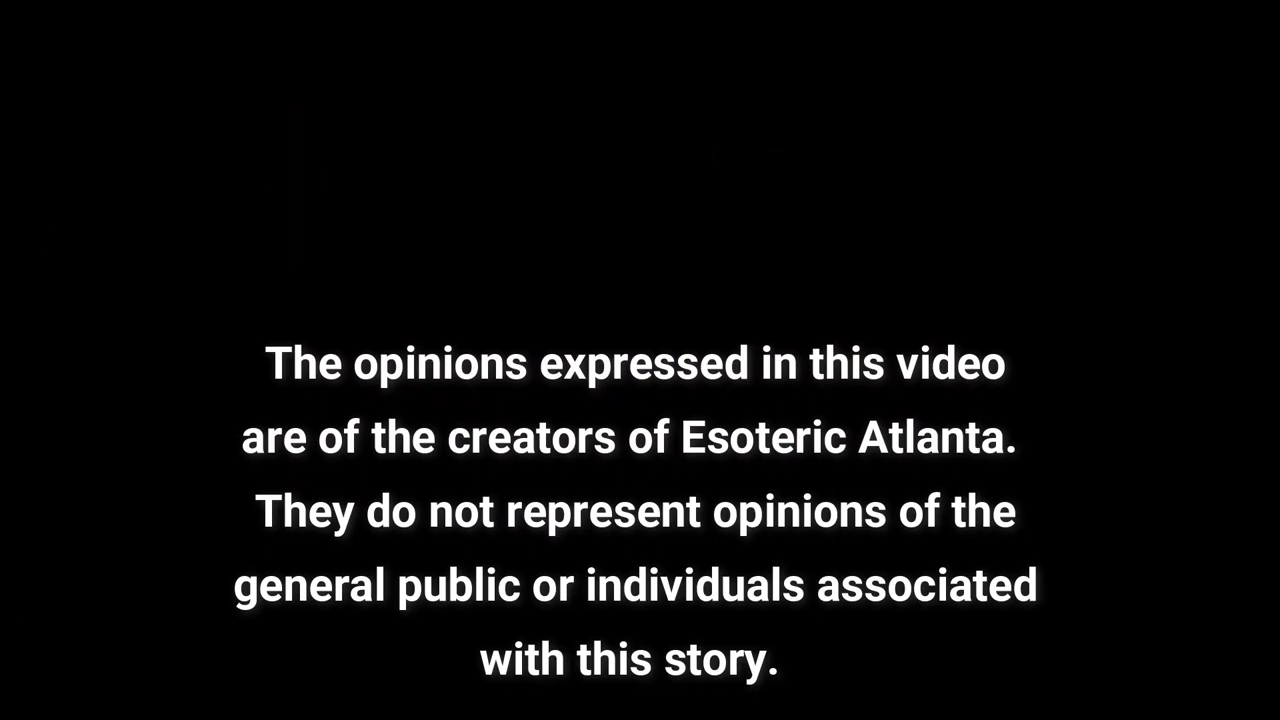 The opinions expressed in this video
are of the creators of Esoteric Atlanta.
They do not represent opinions of the
general public or individuals associated
with this story.